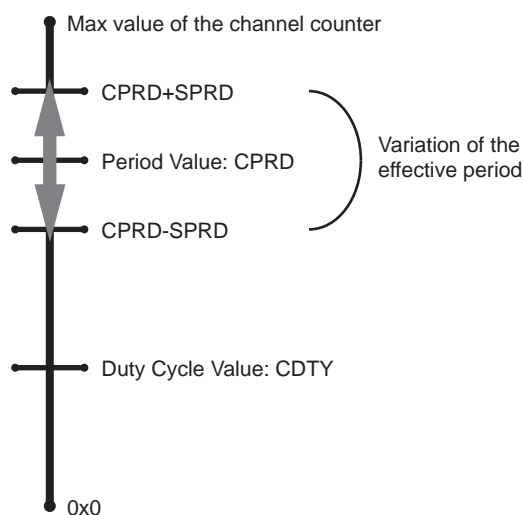 Max value of the channel counter
CPRD+SPRD
Period Value: CPRD
Variation of the
effective period
CPRD-SPRD
Duty Cycle Value: CDTY
0x0